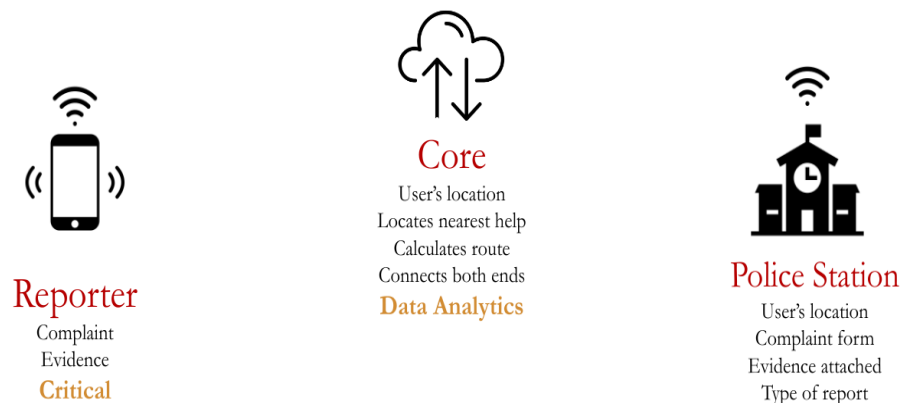 Core
User's location
Locates nearest help
Calculates route
Connects both ends
Data Analytics
Reporter
Complaint
Evidence
Critical
Police Station
User's location
Complaint form
Evidence attached
Type of report